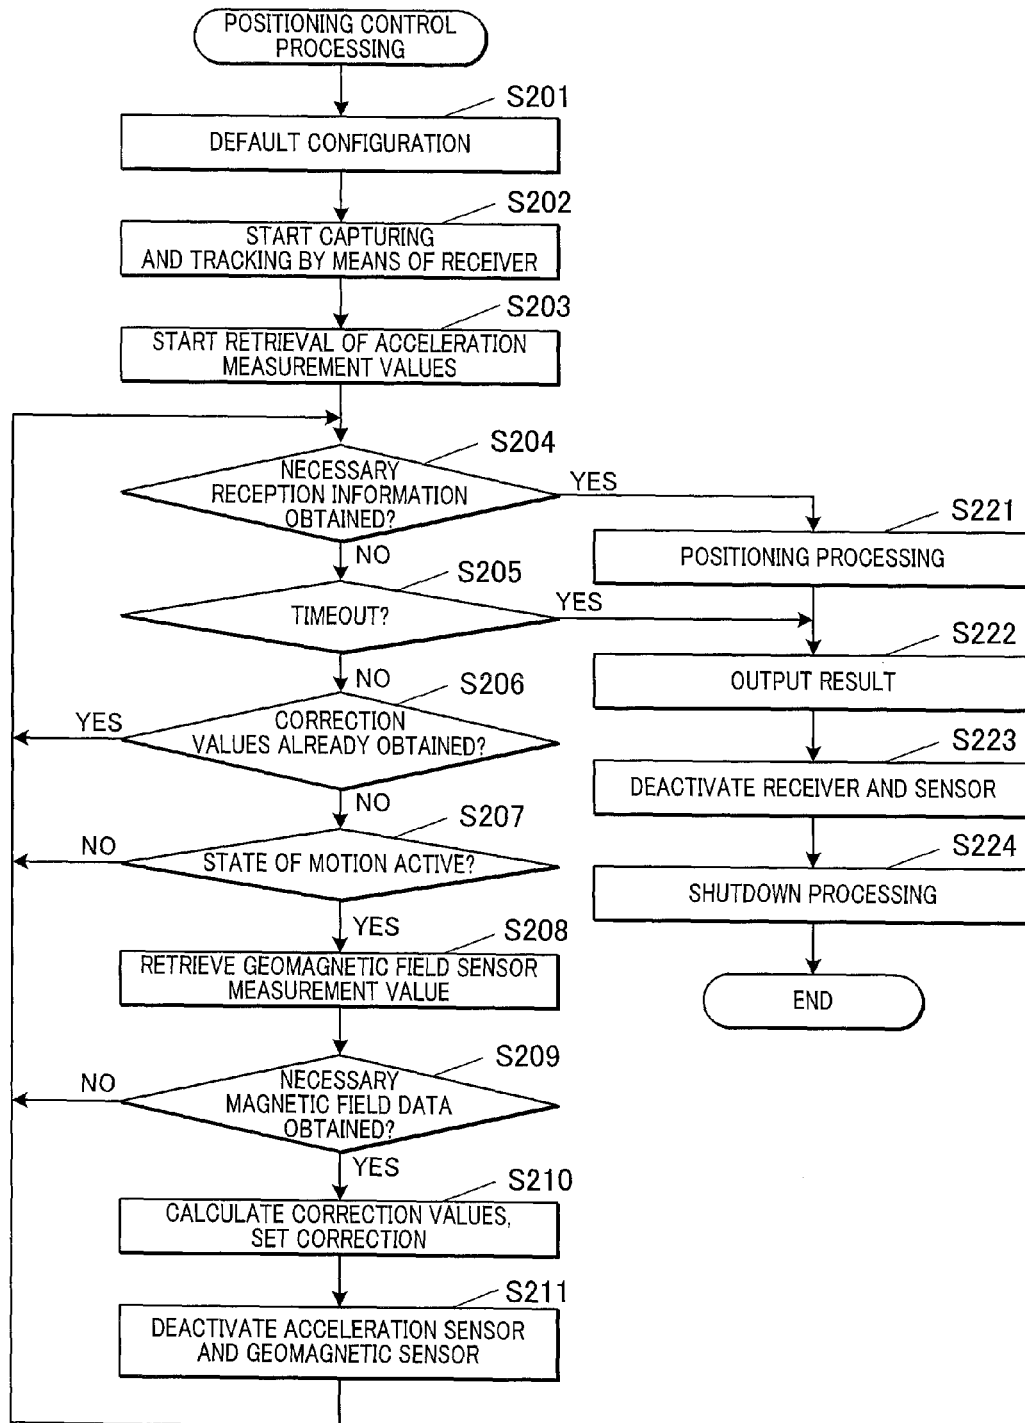 POSITIONING CONTROL
PROCESSING
S201
DEFAULT CONFIGURATION
S202
START CAPTURING
AND TRACKING BY MEANS OF RECEIVER
S203
START RETRIEVAL OF ACCELERATION
MEASUREMENT VALUES
S204
NECESSARY
RECEPTION INFORMATION
OBTAINED?
YES
NO
S205
TIMEOUT?
YES
NO
S206
CORRECTION
VALUES ALREADY OBTAINED?
YES
NO
S207
STATE OF MOTION ACTIVE?
NO
YES
S208
RETRIEVE GEOMAGNETIC FIELD SENSOR
MEASUREMENT VALUE
S209
NECESSARY
MAGNETIC FIELD DATA
OBTAINED?
NO
YES
S210
CALCULATE CORRECTION VALUES,
SET CORRECTION
S211
DEACTIVATE ACCELERATION SENSOR
AND GEOMAGNETIC SENSOR
S221
POSITIONING PROCESSING
S222
OUTPUT RESULT
S223
DEACTIVATE RECEIVER AND SENSOR
S224
SHUTDOWN PROCESSING
END